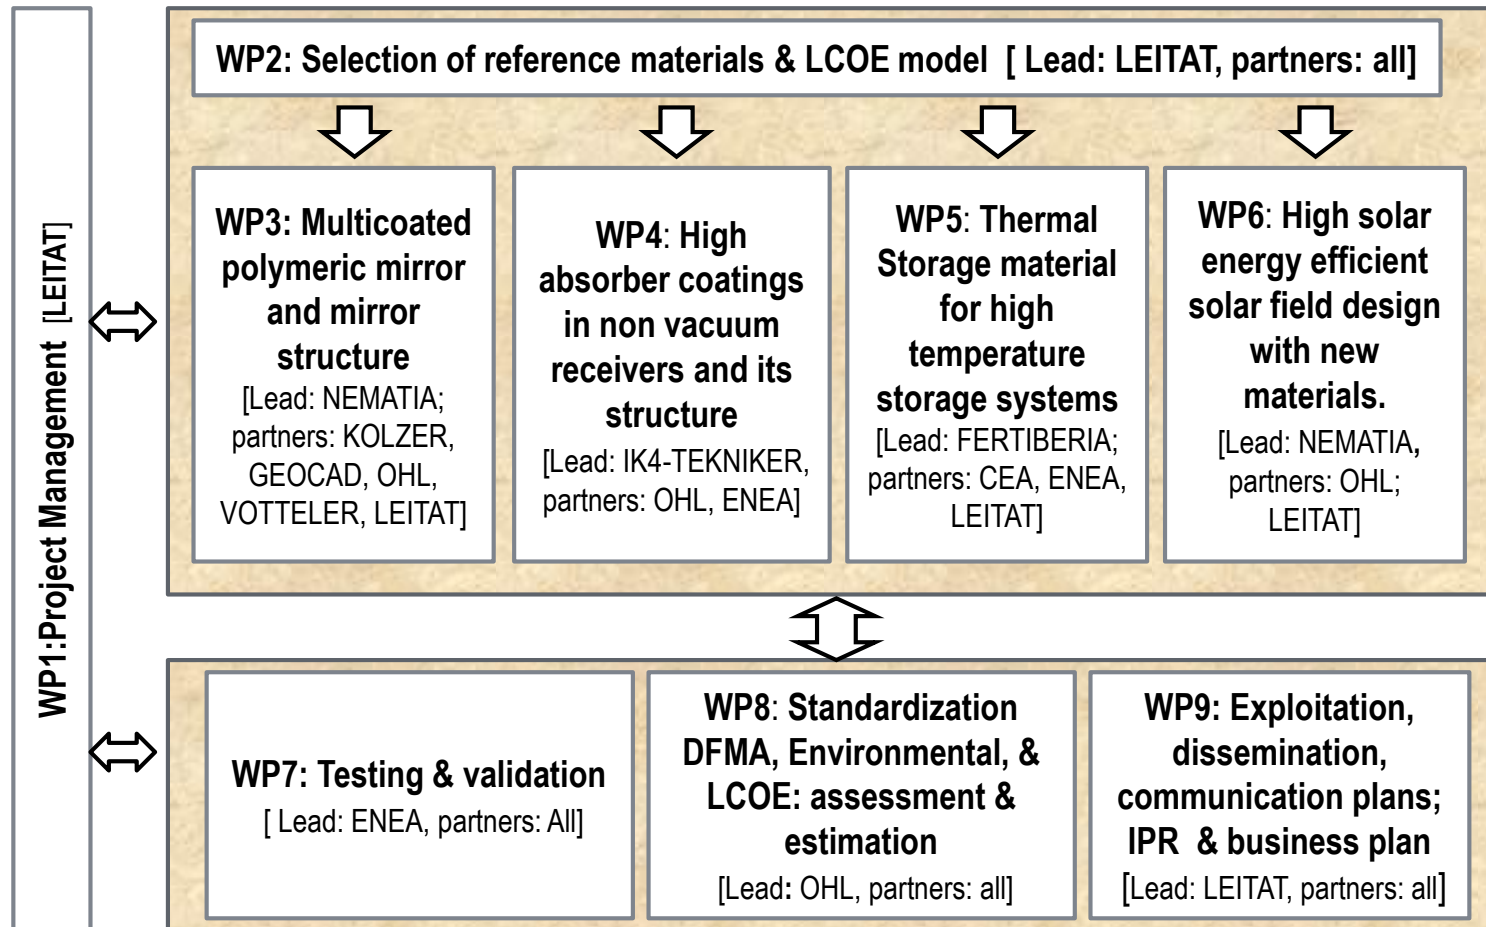 WP1:Project Management [LEITAT]
WP2: Selection of reference materials & LCOE model [ Lead: LEITAT, partners: all]
WP3: Multicoated
polymeric mirror
and mirror
structure
[Lead: NEMATIA;
partners: KOLZER,
GEOCAD, OHL,
VOTTELER, LEITAT]
WP4: High
absorber coatings
in non vacuum
receivers and its
structure
[Lead: IK4-TEKNIKER,
partners: OHL, ENEA]
WP5: Thermal
Storage material
for high
temperature
storage systems
[Lead: FERTIBERIA;
partners: CEA, ENEA,
LEITAT]
WP6: High solar
energy efficient
solar field design
with new
materials.
[Lead: NEMATIA,
partners: OHL;
LEITAT]
WP7: Testing & validation
[ Lead: ENEA, partners: All]
WP8: Standardization
DFMA, Environmental, &
LCOE: assessment &
estimation
[Lead: OHL, partners: all]
WP9: Exploitation,
dissemination,
communication plans;
IPR & business plan
[Lead: LEITAT, partners: all]